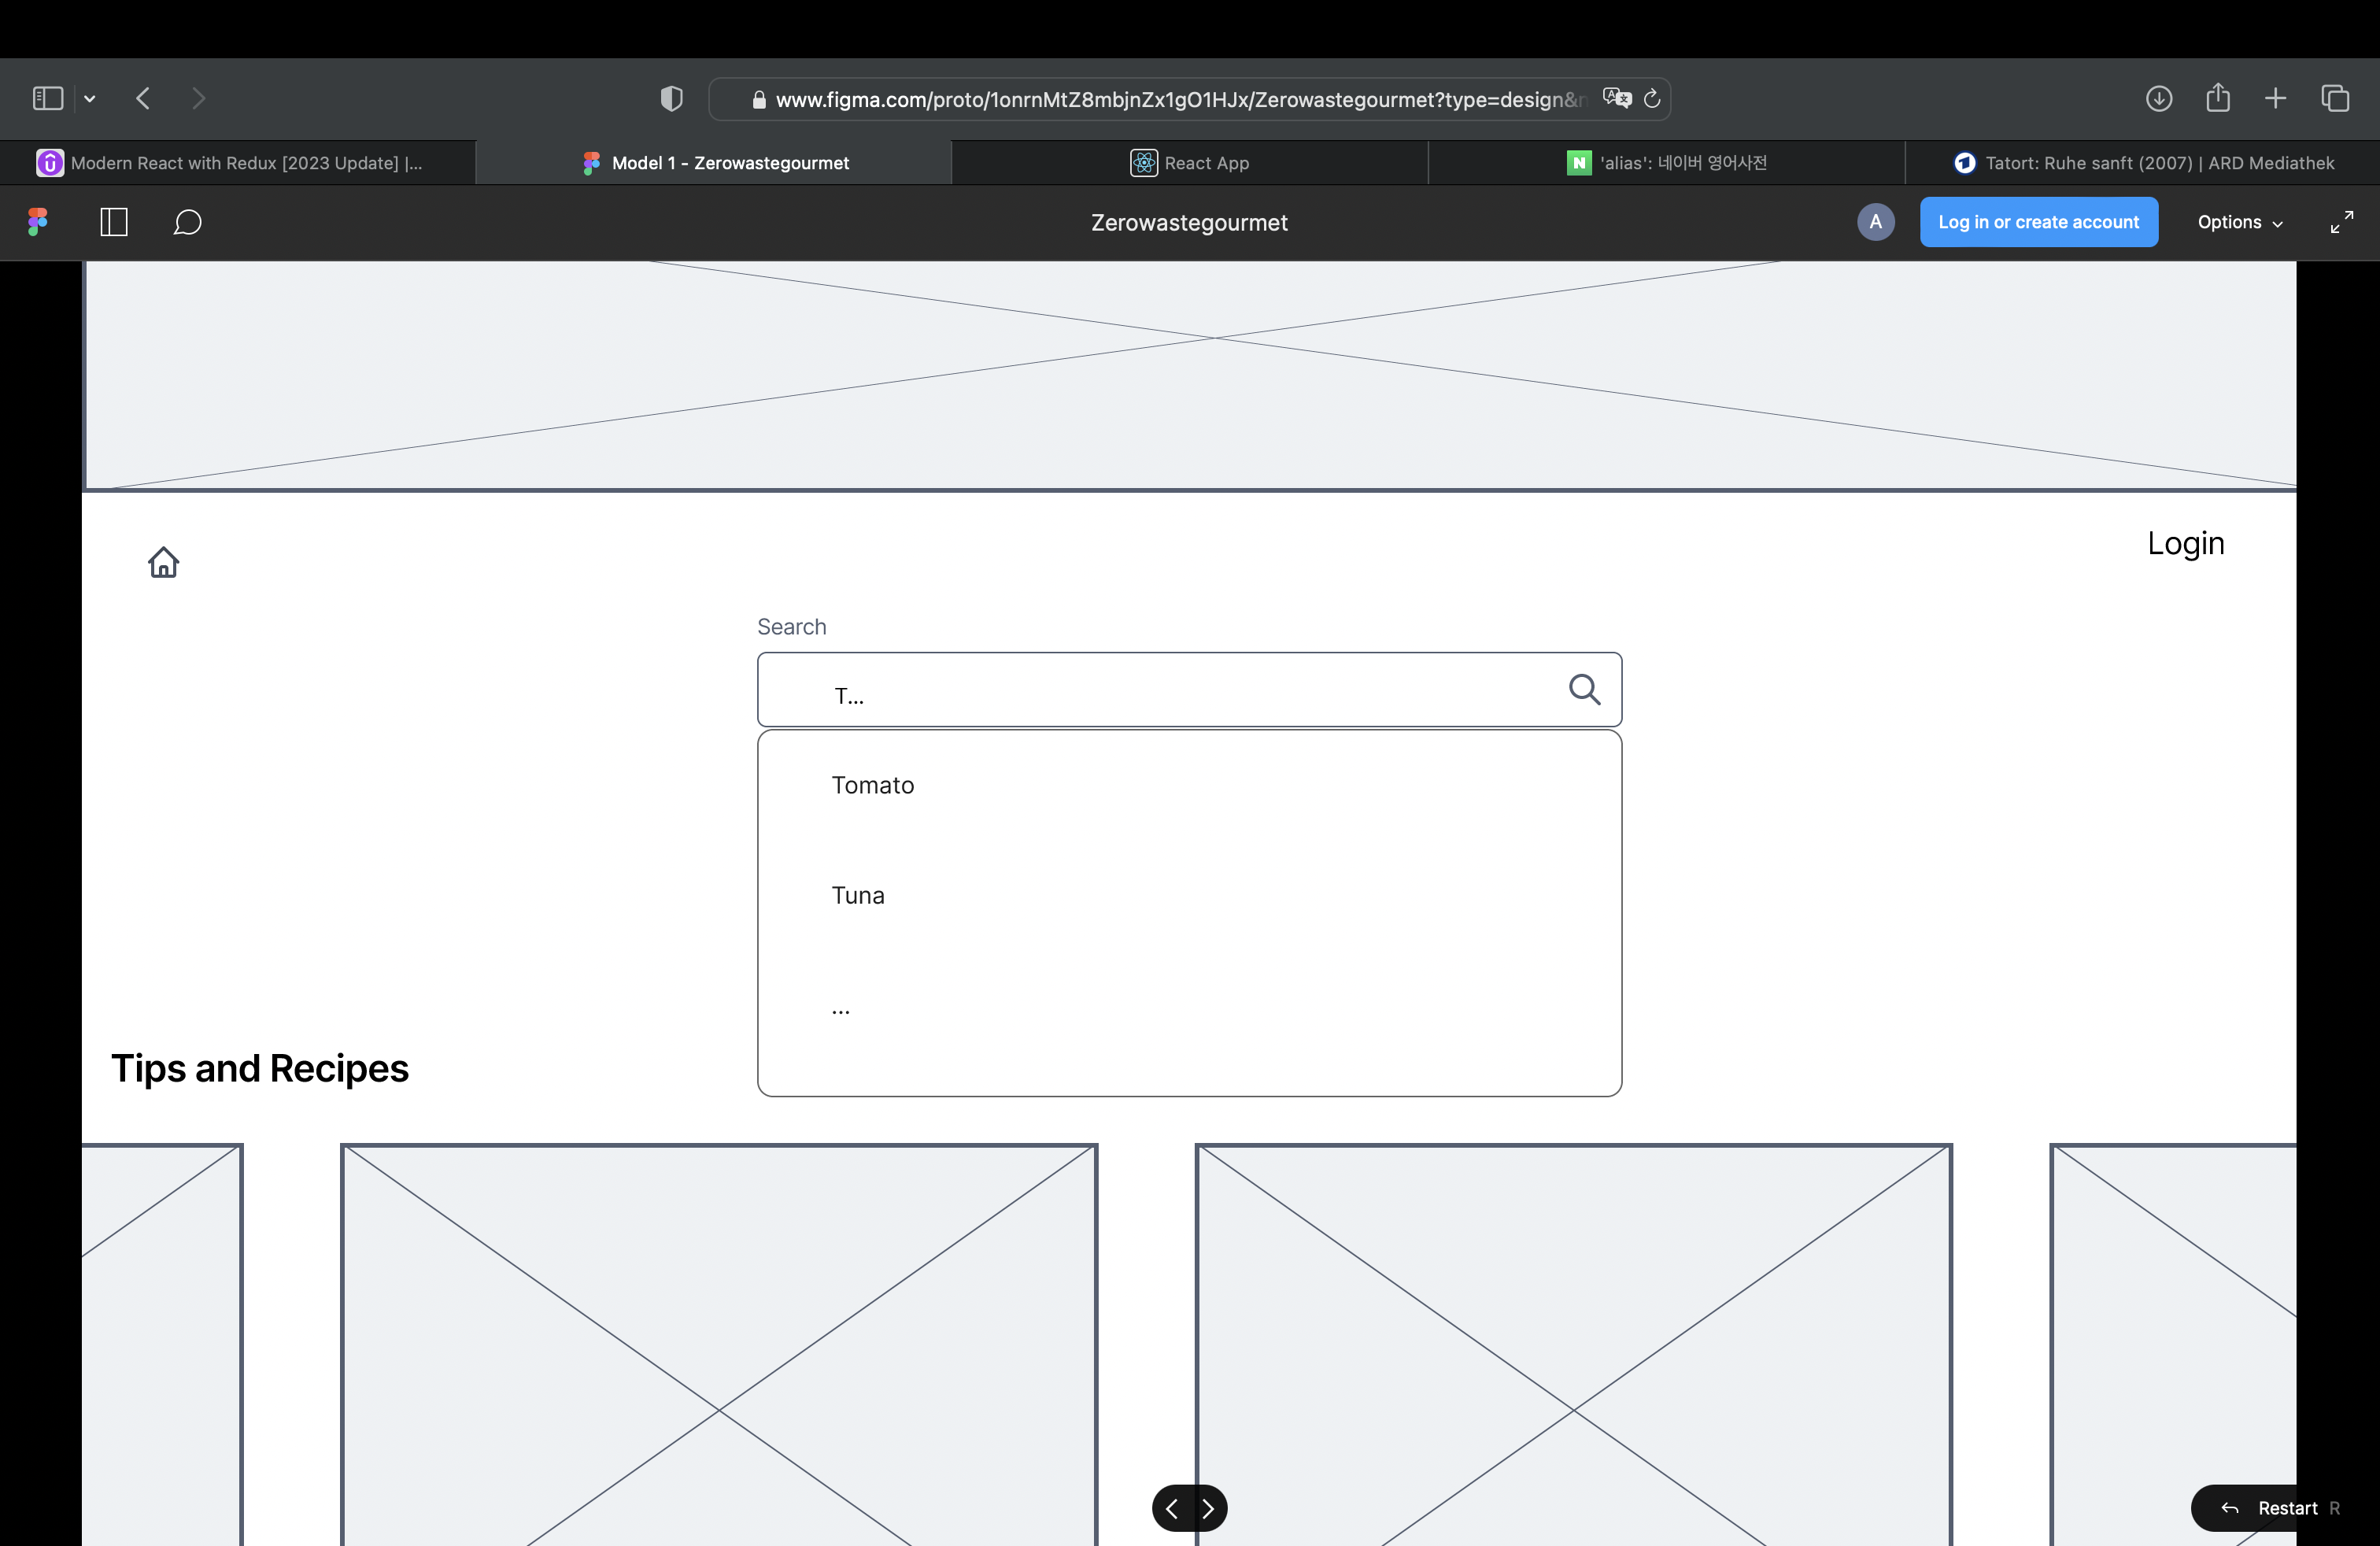 www.figma.com/proto/1onrnMtZ8mbjnZx1gO1HJx/Zerowastegourmet?type=design&
Modern React with Redux [2023 Update] |...
Model 1 - Zerowastegourmet
React App
N 'alias': 네이버 영어사전
Tatort: Ruhe sanft (2007) | ARD Mediathek
Zerowastegourmet
A
Log in or create account
Options
Login
Search
T...
Tomato
Tuna
...
Tips and Recipes
Restart R